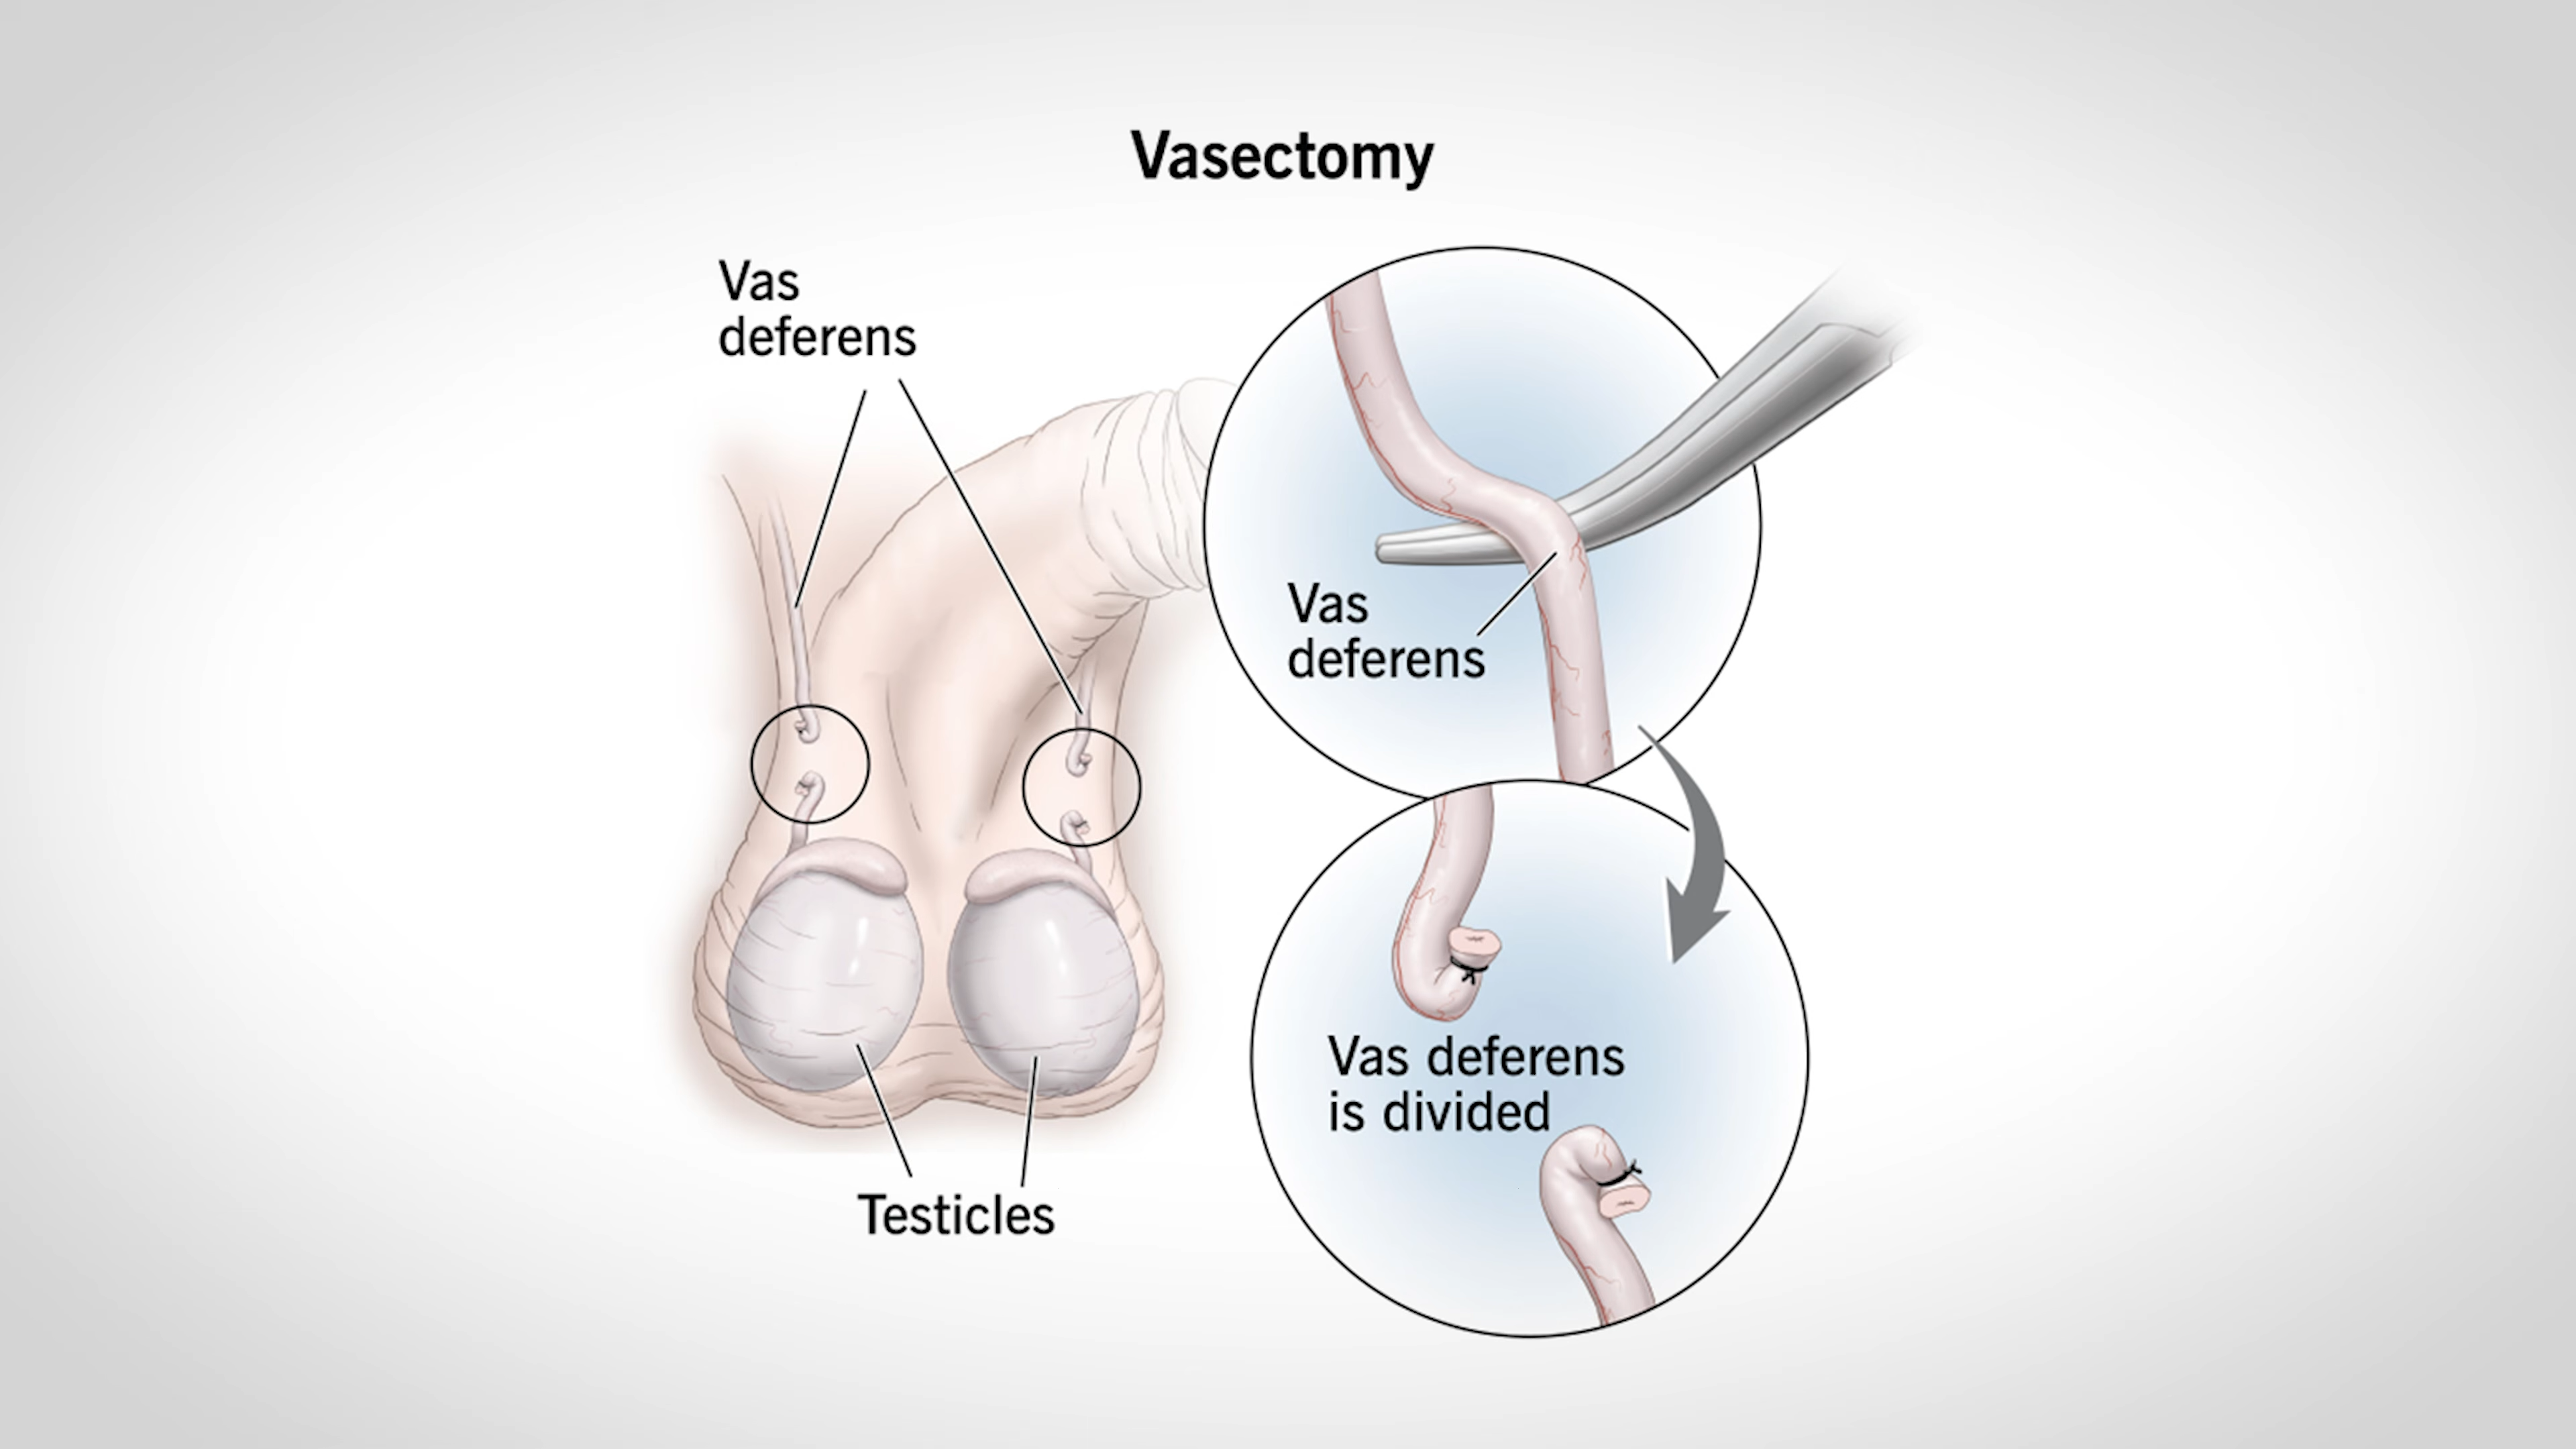 Vasectomy
Vas
deferens
Vas
deferens
Vas deferens
is divided
Testicles